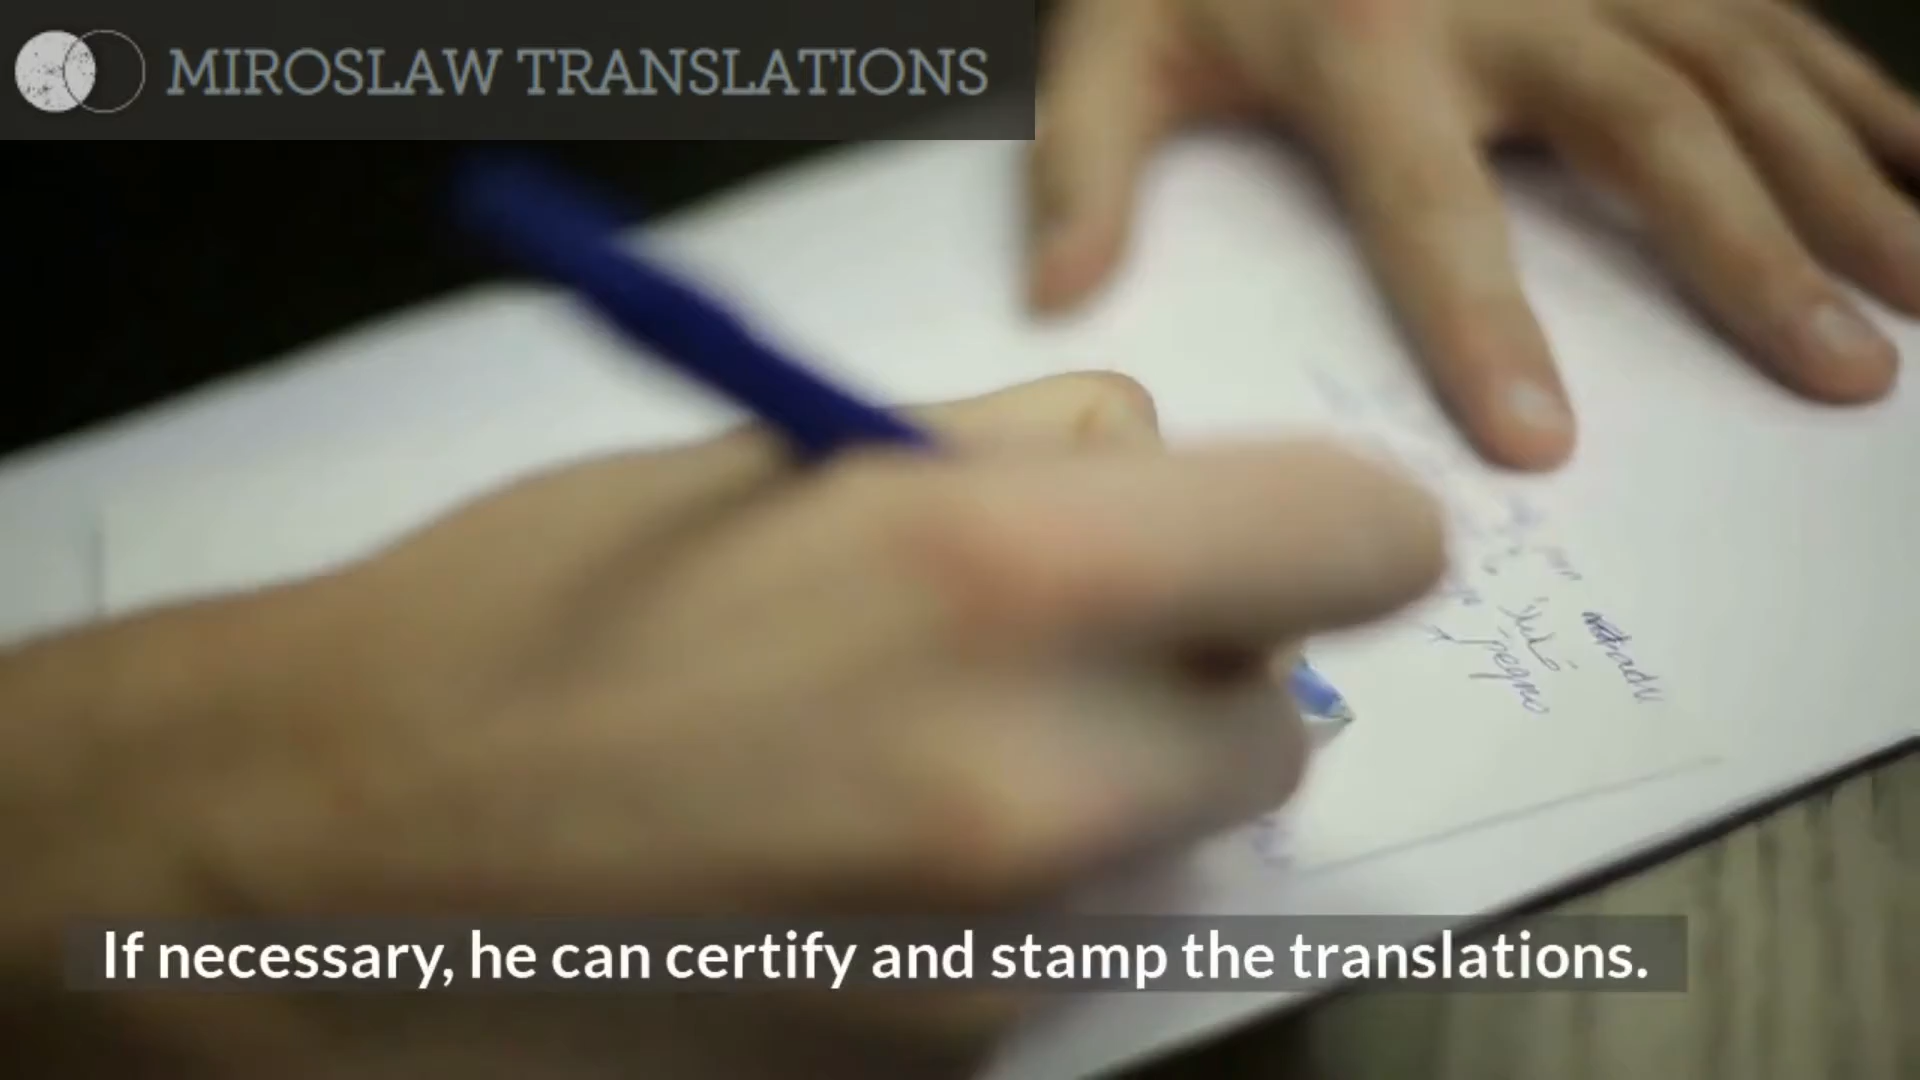 MIROSLAW TRANSLATIONS
If necessary, he can certify and stamp the translations.